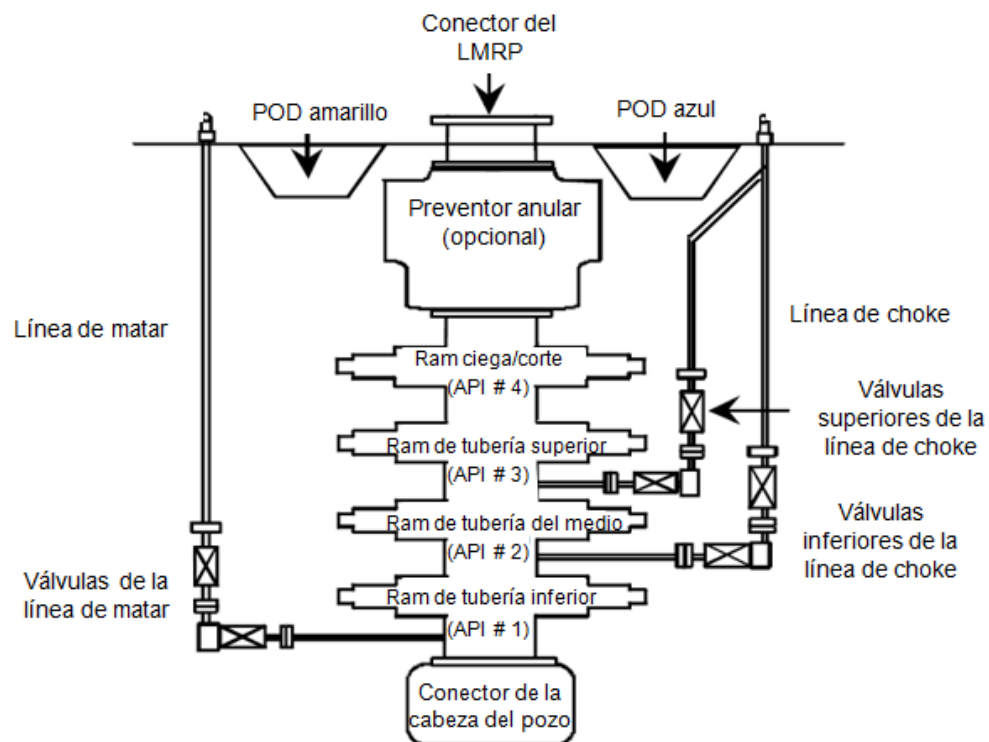 Conector del
LMRP
POD amarillo
POD azul
Preventor anular
(opcional)
Línea de matar
Línea de choke
Ram ciega/corte
(API # 4)
Válvulas
superiores de la
línea de choke
Ram de tubería superior
(API # 3)
Ram de tubería del medio
(API # 2)
Válvulas
inferiores de la
línea de choke
Válvulas de la
línea de matar
Ram de tubería inferior
(API # 1)
Conector de la
cabeza del pozo